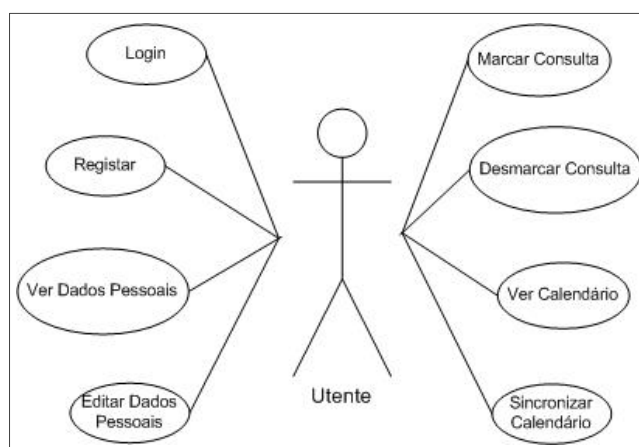 Login
Registar
Ver Dados Pessoais
Editar Dados
Pessoais
Utente
Marcar Consulta
Desmarcar Consulta
Ver Calendário
Sincronizar
Calendário